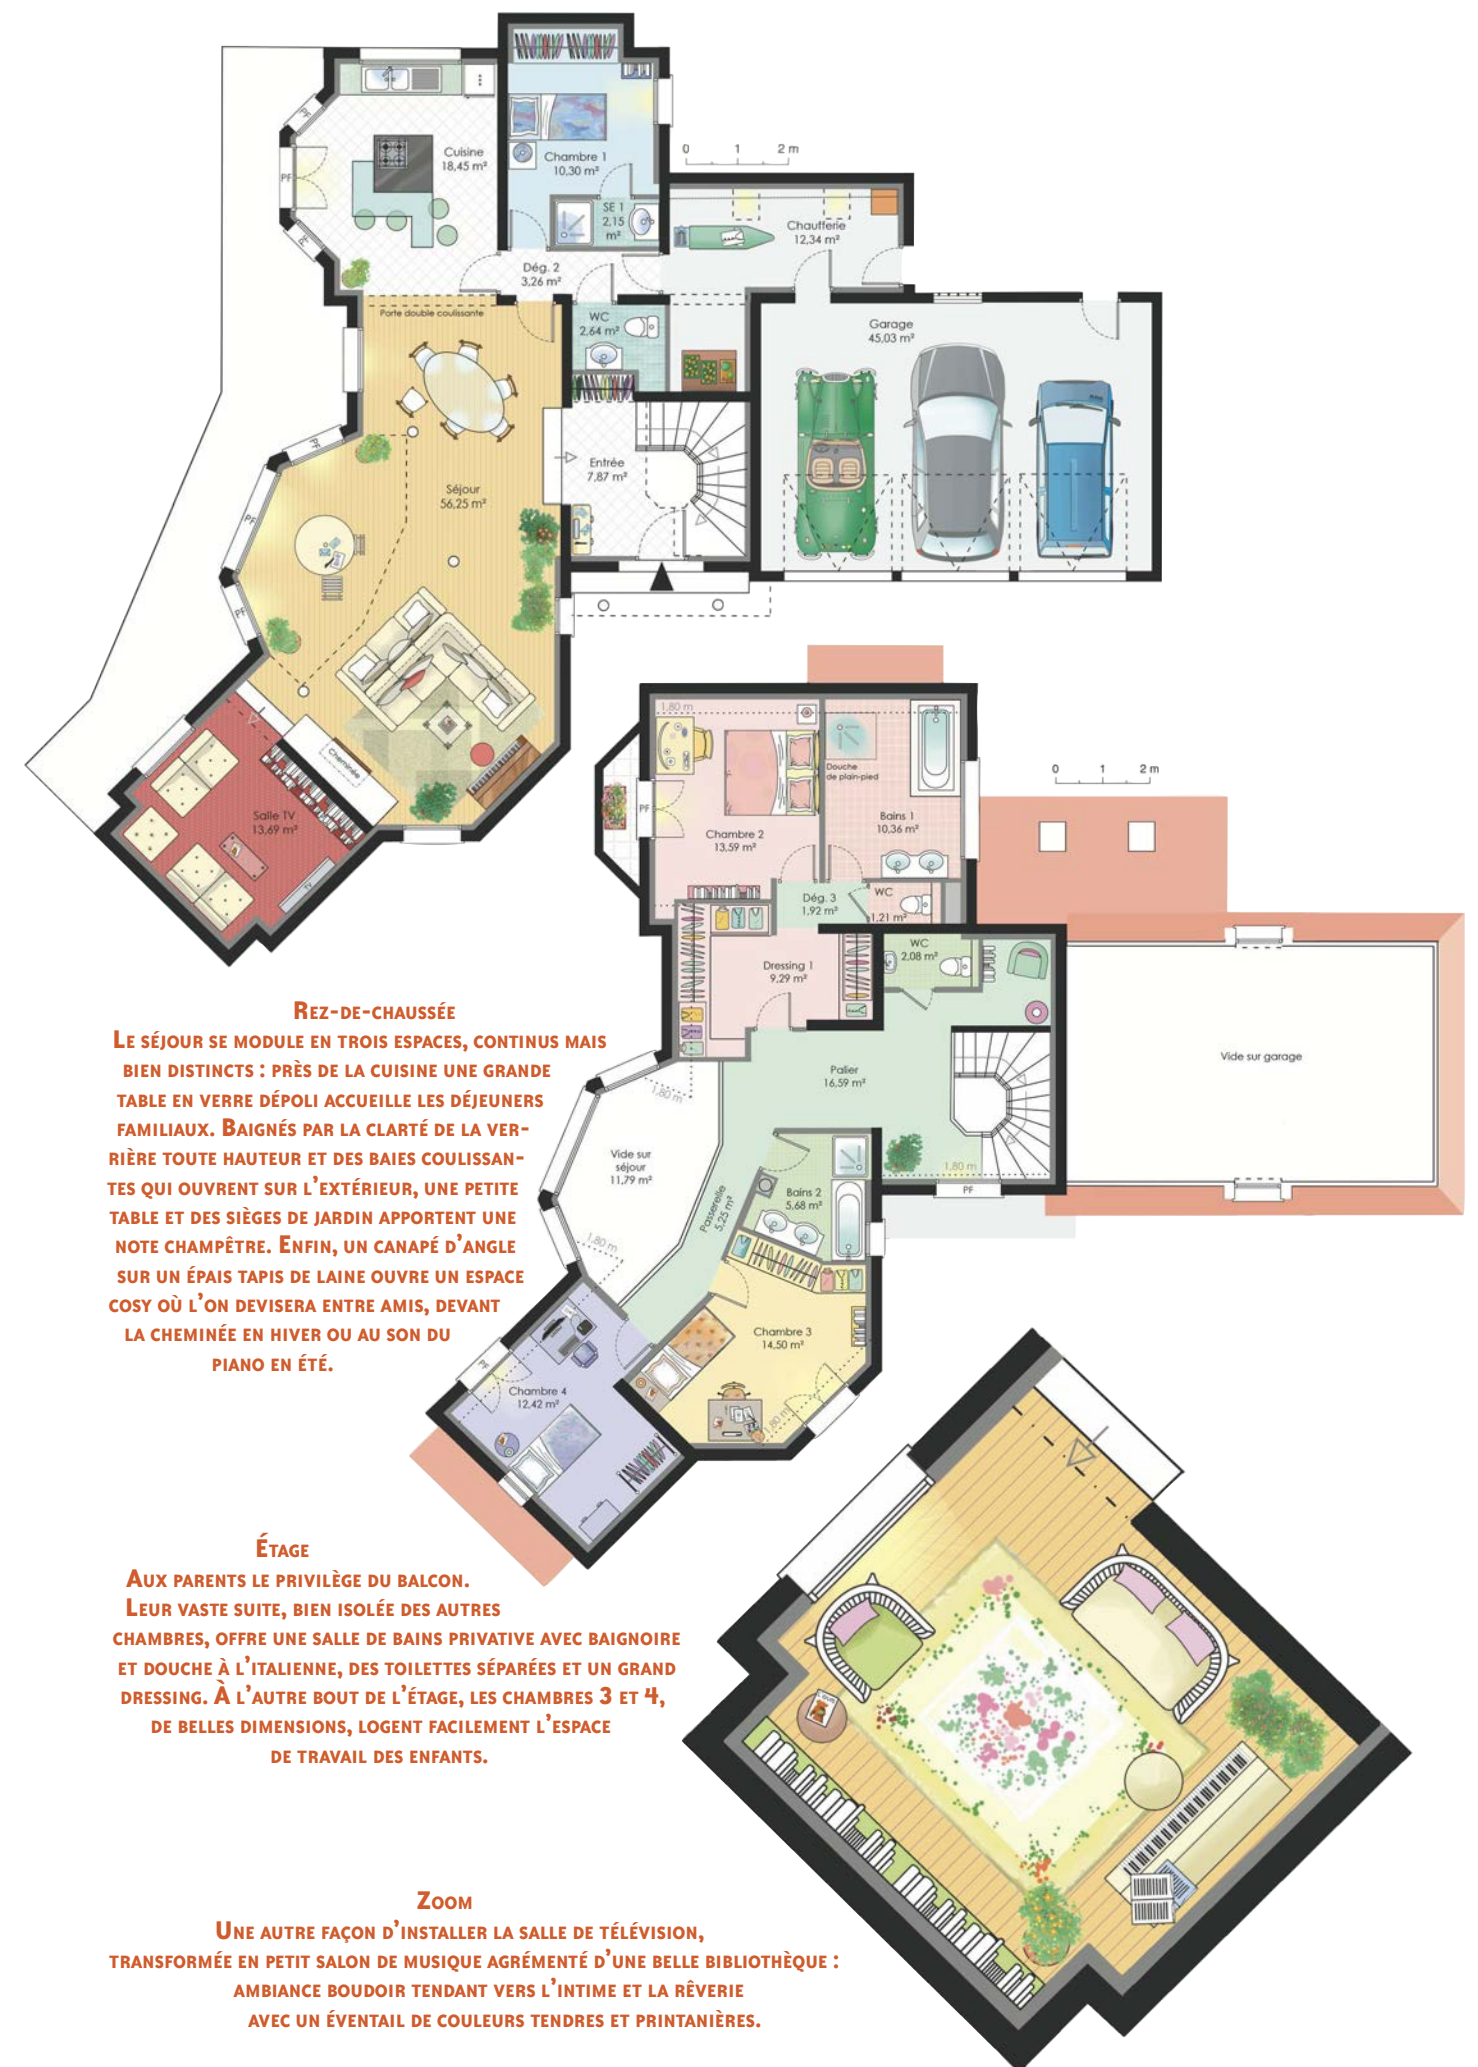 Cuisine
18,45 m²
Chambre 1
10,30 m²
0 1 2 m
SE 1
2,15
m²
Chaufferie
12,34 m²
Dég. 2
3,26 m²
PF
PF
PF
Porte double coulissante
WC
2,64 m²
Garage
45,03 m²
PF
Entrée
7,87 m²
Séjour
56,25 m²
PF
PF
Cheminée
Salle TV
13,69 m²
TV
1,80 m
Douche
de plain-pied
PF
Chambre 2
13,59 m²
Bains 1
10,36 m²
0 1 2 m
Dég. 3
1,92 m²
WC
1,21 m²
WC
2,08 m²
Dressing 1
9,29 m²
Palier
16,59 m²
Vide sur garage
1,80 m
Vide sur
séjour
11,79 m²
Passerelle
5,25 m²
Bains 2
5,68 m²
1,80 m
PF
1,80 m
Chambre 3
14,50 m²
PF
Chambre 4
12,42 m²
1,80 m
Rez-de-chaussée
Le séjour se module en trois espaces, continus mais
bien distincts : près de la cuisine une grande
table en verre dépoli accueille les déjeuners
familiaux. Baignés par la clarté de la ver-
rière toute hauteur et des baies coulissan-
tes qui ouvrent sur l'extérieur, une petite
table et des sièges de jardin apportent une
note champêtre. Enfin, un canapé d'angle
sur un épais tapis de laine ouvre un espace
cosy où l'on devisera entre amis, devant
la cheminée en hiver ou au son du
piano en été.
Étage
Aux parents le privilège du balcon.
Leur vaste suite, bien isolée des autres
chambres, offre une salle de bains privative avec baignoire
et douche à l'italienne, des toilettes séparées et un grand
dressing. À l'autre bout de l'étage, les chambres 3 et 4,
de belles dimensions, logent facilement l'espace
de travail des enfants.
Zoom
Une autre façon d'installer la salle de télévision,
transformée en petit salon de musique agrémenté d'une belle bibliothèque :
ambiance boudoir tendant vers l'intime et la rêverie
avec un éventail de couleurs tendres et printanières.